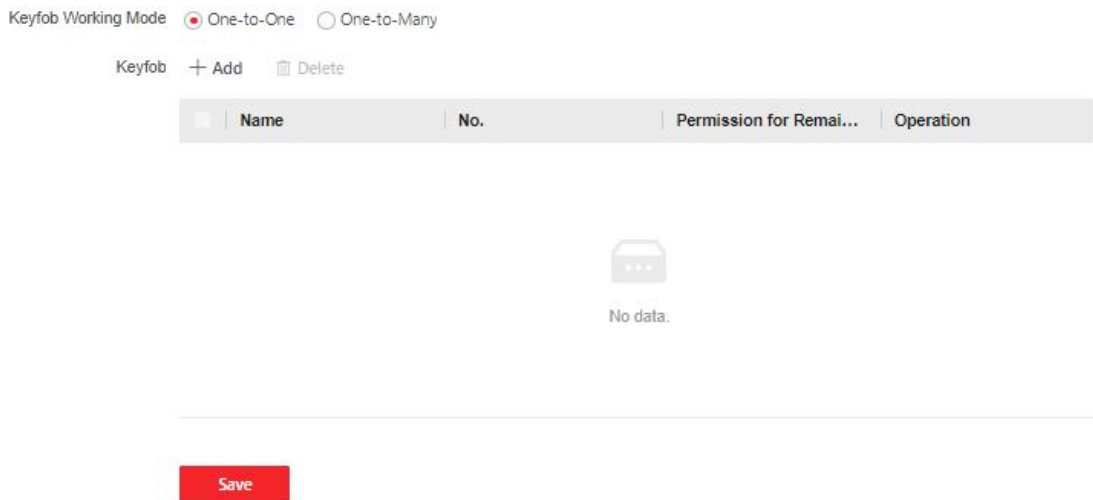 Keyfob Working Mode One-to-One One-to-Many
Keyfob + Add Delete
Name No. Permission for Remai... Operation
No data.
Save